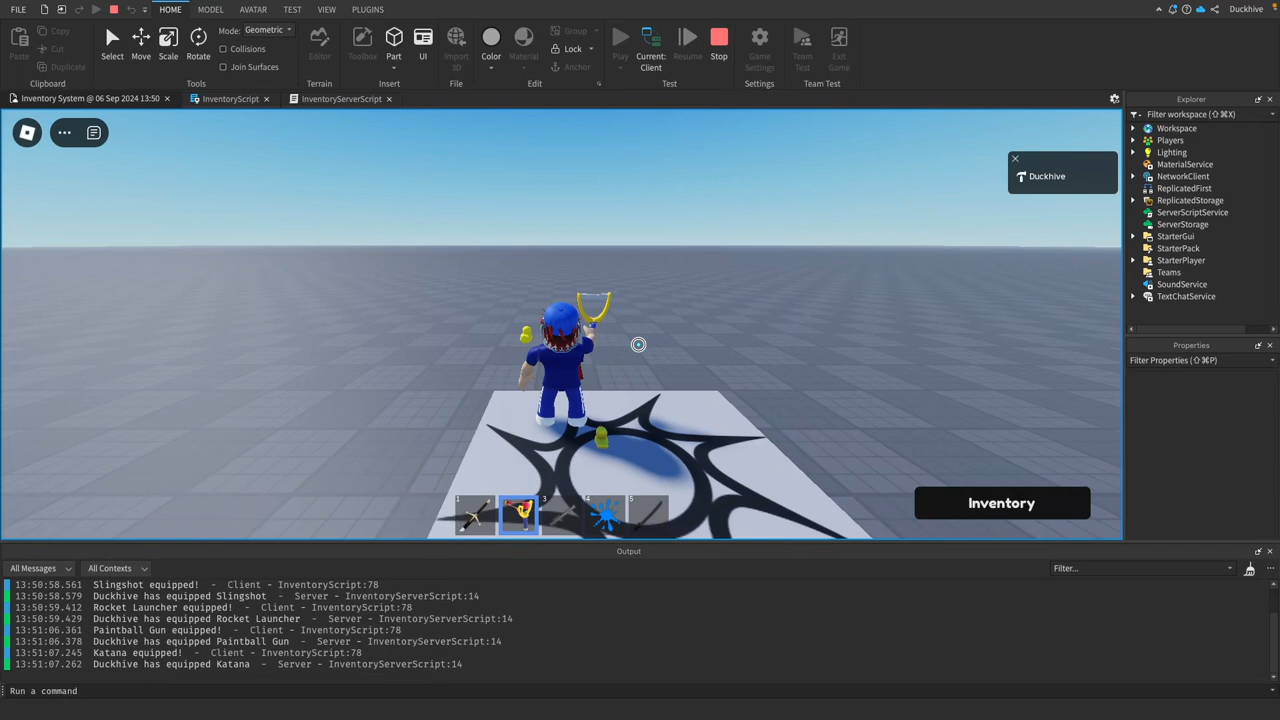 FILE HOME MODEL AVATAR TEST VIEW PLUGINS Duckhive
Paste Copy Cut Duplicate Select Move Scale Rotate Mode: Geometric Collisions Join Surfaces Editor Toolbox Part UI Import 3D Color Material Group Lock Anchor Play Current: Client Resume Stop Game Settings Team Test Exit Game
Clipboard Tools Terrain Insert File Edit Test Settings Team Test
Inventory System @ 06 Sep 2024 13:50 InventoryScript InventoryServerScript
Explorer
Filter workspace (⇧⌘X)
Workspace
Players
Lighting
MaterialService
NetworkClient
ReplicatedFirst
ReplicatedStorage
ServerScriptService
ServerStorage
StarterGui
StarterPack
StarterPlayer
Teams
SoundService
TextChatService
Properties
Filter Properties (⇧⌘P)
Duckhive
1 3 4 5
Inventory
Output
All Messages All Contexts Filter...
13:50:58.561 Slingshot equipped! - Client - InventoryScript:78
13:50:58.579 Duckhive has equipped Slingshot - Server - InventoryServerScript:14
13:50:59.412 Rocket Launcher equipped! - Client - InventoryScript:78
13:50:59.429 Duckhive has equipped Rocket Launcher - Server - InventoryServerScript:14
13:51:06.361 Paintball Gun equipped! - Client - InventoryScript:78
13:51:06.378 Duckhive has equipped Paintball Gun - Server - InventoryServerScript:14
13:51:07.245 Katana equipped! - Client - InventoryScript:78
13:51:07.262 Duckhive has equipped Katana - Server - InventoryServerScript:14
Run a command